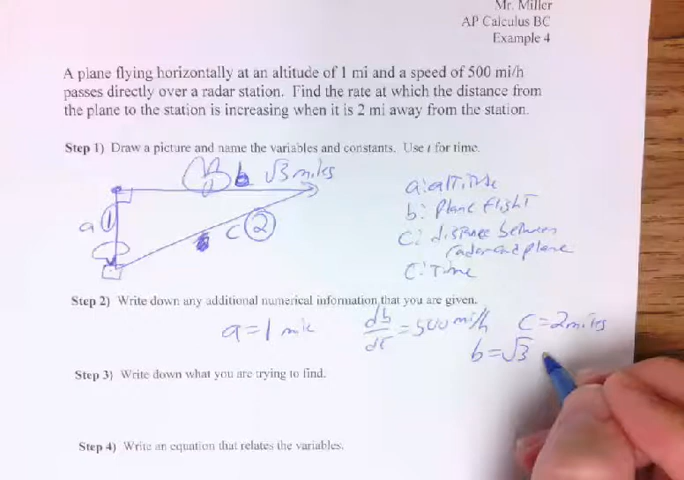 Mr. Miller
AP Calculus BC
Example 4
A plane flying horizontally at an altitude of 1 mi and a speed of 500 mi/h
passes directly over a radar station. Find the rate at which the distance from
the plane to the station is increasing when it is 2 mi away from the station.
Step 1) Draw a picture and name the variables and constants. Use t for time.
b √3 miles
a 1
c 2
a: altitude
b: plane flight
c: distance between
radar and plane
t: Time
Step 2) Write down any additional numerical information that you are given.
a = 1 mile db/dt = 500 mi/h c = 2 miles
b = √3
Step 3) Write down what you are trying to find.
Step 4) Write an equation that relates the variables.